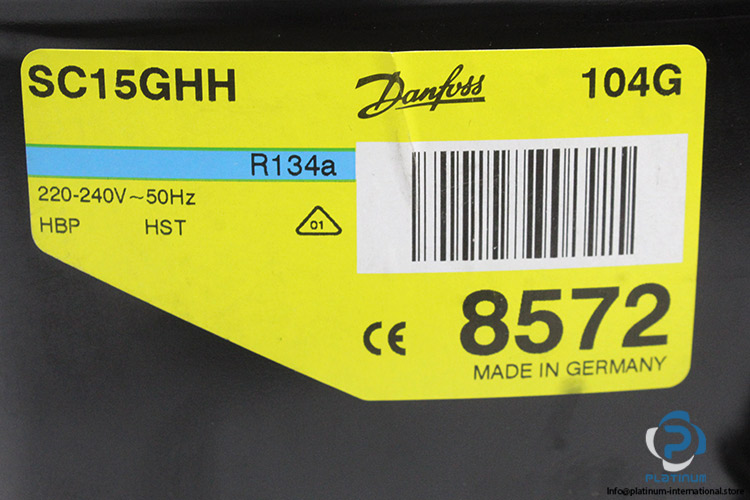 SC15GHH
Danfoss
104G
R134a
220-240V~50Hz
HBP HST
01
CE
8572
MADE IN GERMANY
P
PLATINUM
Info@platinum-international.store